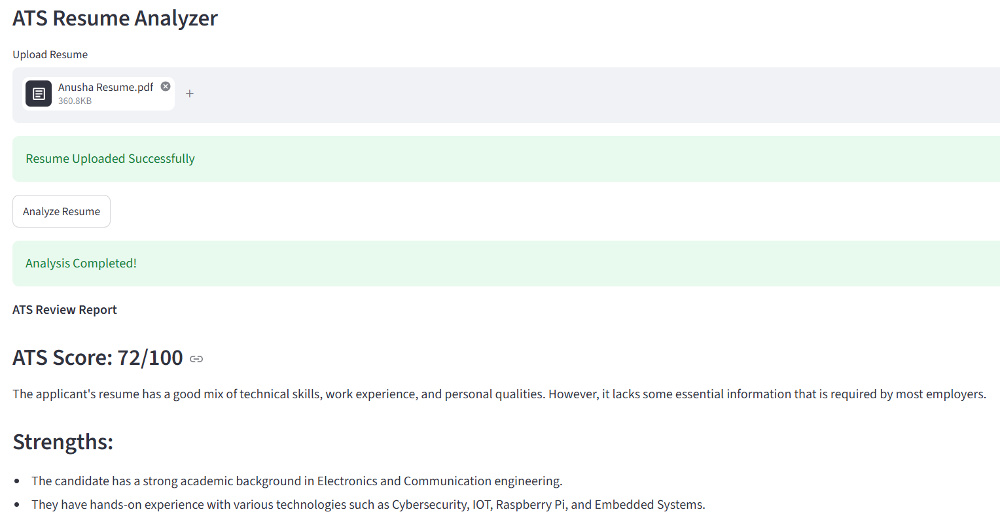 ATS Resume Analyzer
Upload Resume
Anusha Resume.pdf
360.8KB
Resume Uploaded Successfully
Analyze Resume
Analysis Completed!
ATS Review Report
ATS Score: 72/100
The applicant's resume has a good mix of technical skills, work experience, and personal qualities. However, it lacks some essential information that is required by most employers.
Strengths:
• The candidate has a strong academic background in Electronics and Communication engineering.
• They have hands-on experience with various technologies such as Cybersecurity, IOT, Raspberry Pi, and Embedded Systems.